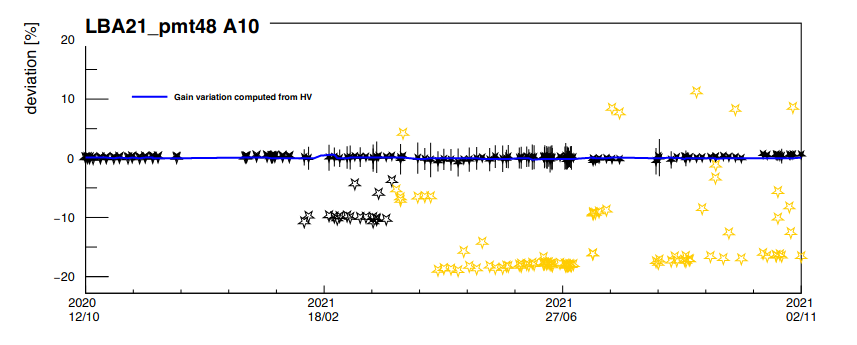 LBA21_pmt48 A10
deviation [%]
20
Gain variation computed from HV
10
0
−10
−20
2020 2021 2021 2021
12/10 18/02 27/06 02/11